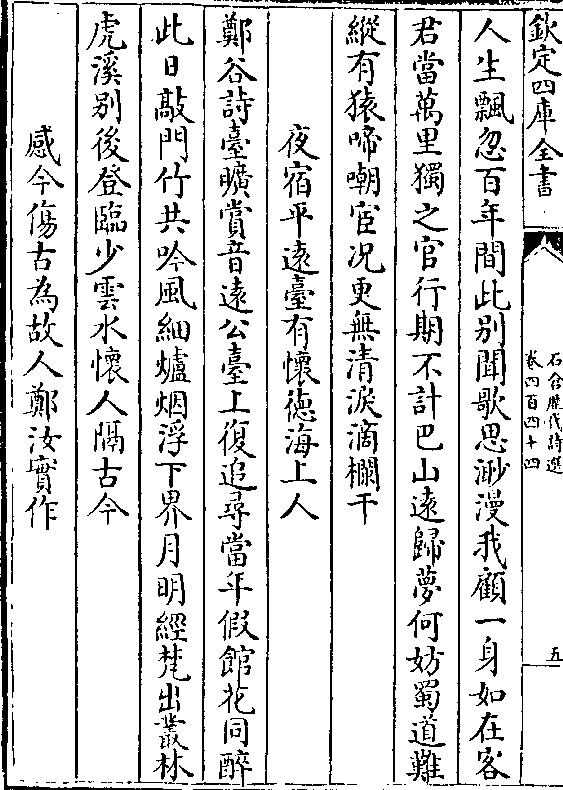 欽定四庫全書
石倉歷代詩選
卷四百四十四
五
人生飄忽百年間此别聞歌思渺漫我顧一身如在客
君當萬里獨之官行期不計巴山遠歸夢何妨蜀道難
縱有猿啼嘲宦况更無清淚滴欄干
夜宿平遠臺有懷德海上人
鄭谷詩臺曠賞音遠公臺上復追尋當年假館花同醉
此日敲門竹共吟風細爐烟浮下界月明經梵出叢林
虎溪别後登臨少雲水懷人隔古今
感今傷古為故人鄭汝實作